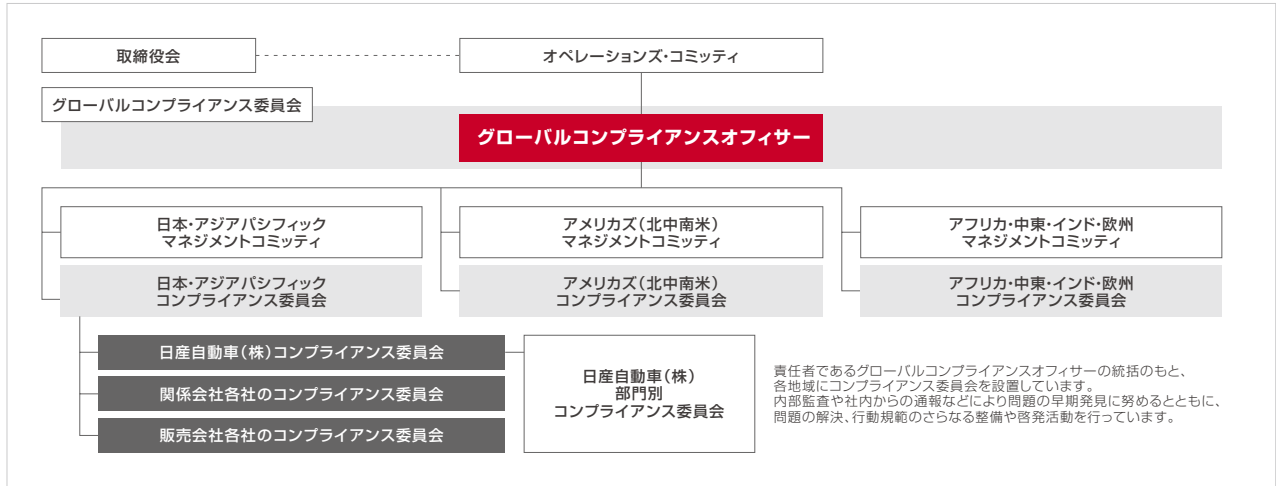 取締役会
オペレーションズ・コミッティ
グローバルコンプライアンス委員会
グローバルコンプライアンスオフィサー
日本・アジアパシフィック
マネジメントコミッティ
アメリカズ（北中南米）
マネジメントコミッティ
アフリカ・中東・インド・欧州
マネジメントコミッティ
日本・アジアパシフィック
コンプライアンス委員会
アメリカズ（北中南米）
コンプライアンス委員会
アフリカ・中東・インド・欧州
コンプライアンス委員会
日産自動車（株）コンプライアンス委員会
関係会社各社のコンプライアンス委員会
販売会社各社のコンプライアンス委員会
日産自動車（株）
部門別
コンプライアンス委員会
責任者であるグローバルコンプライアンスオフィサーの統括のもと、
各地域にコンプライアンス委員会を設置しています。
内部監査や社内からの通報などにより問題の早期発見に努めるとともに、
問題の解決、行動規範のさらなる整備や啓発活動を行っています。